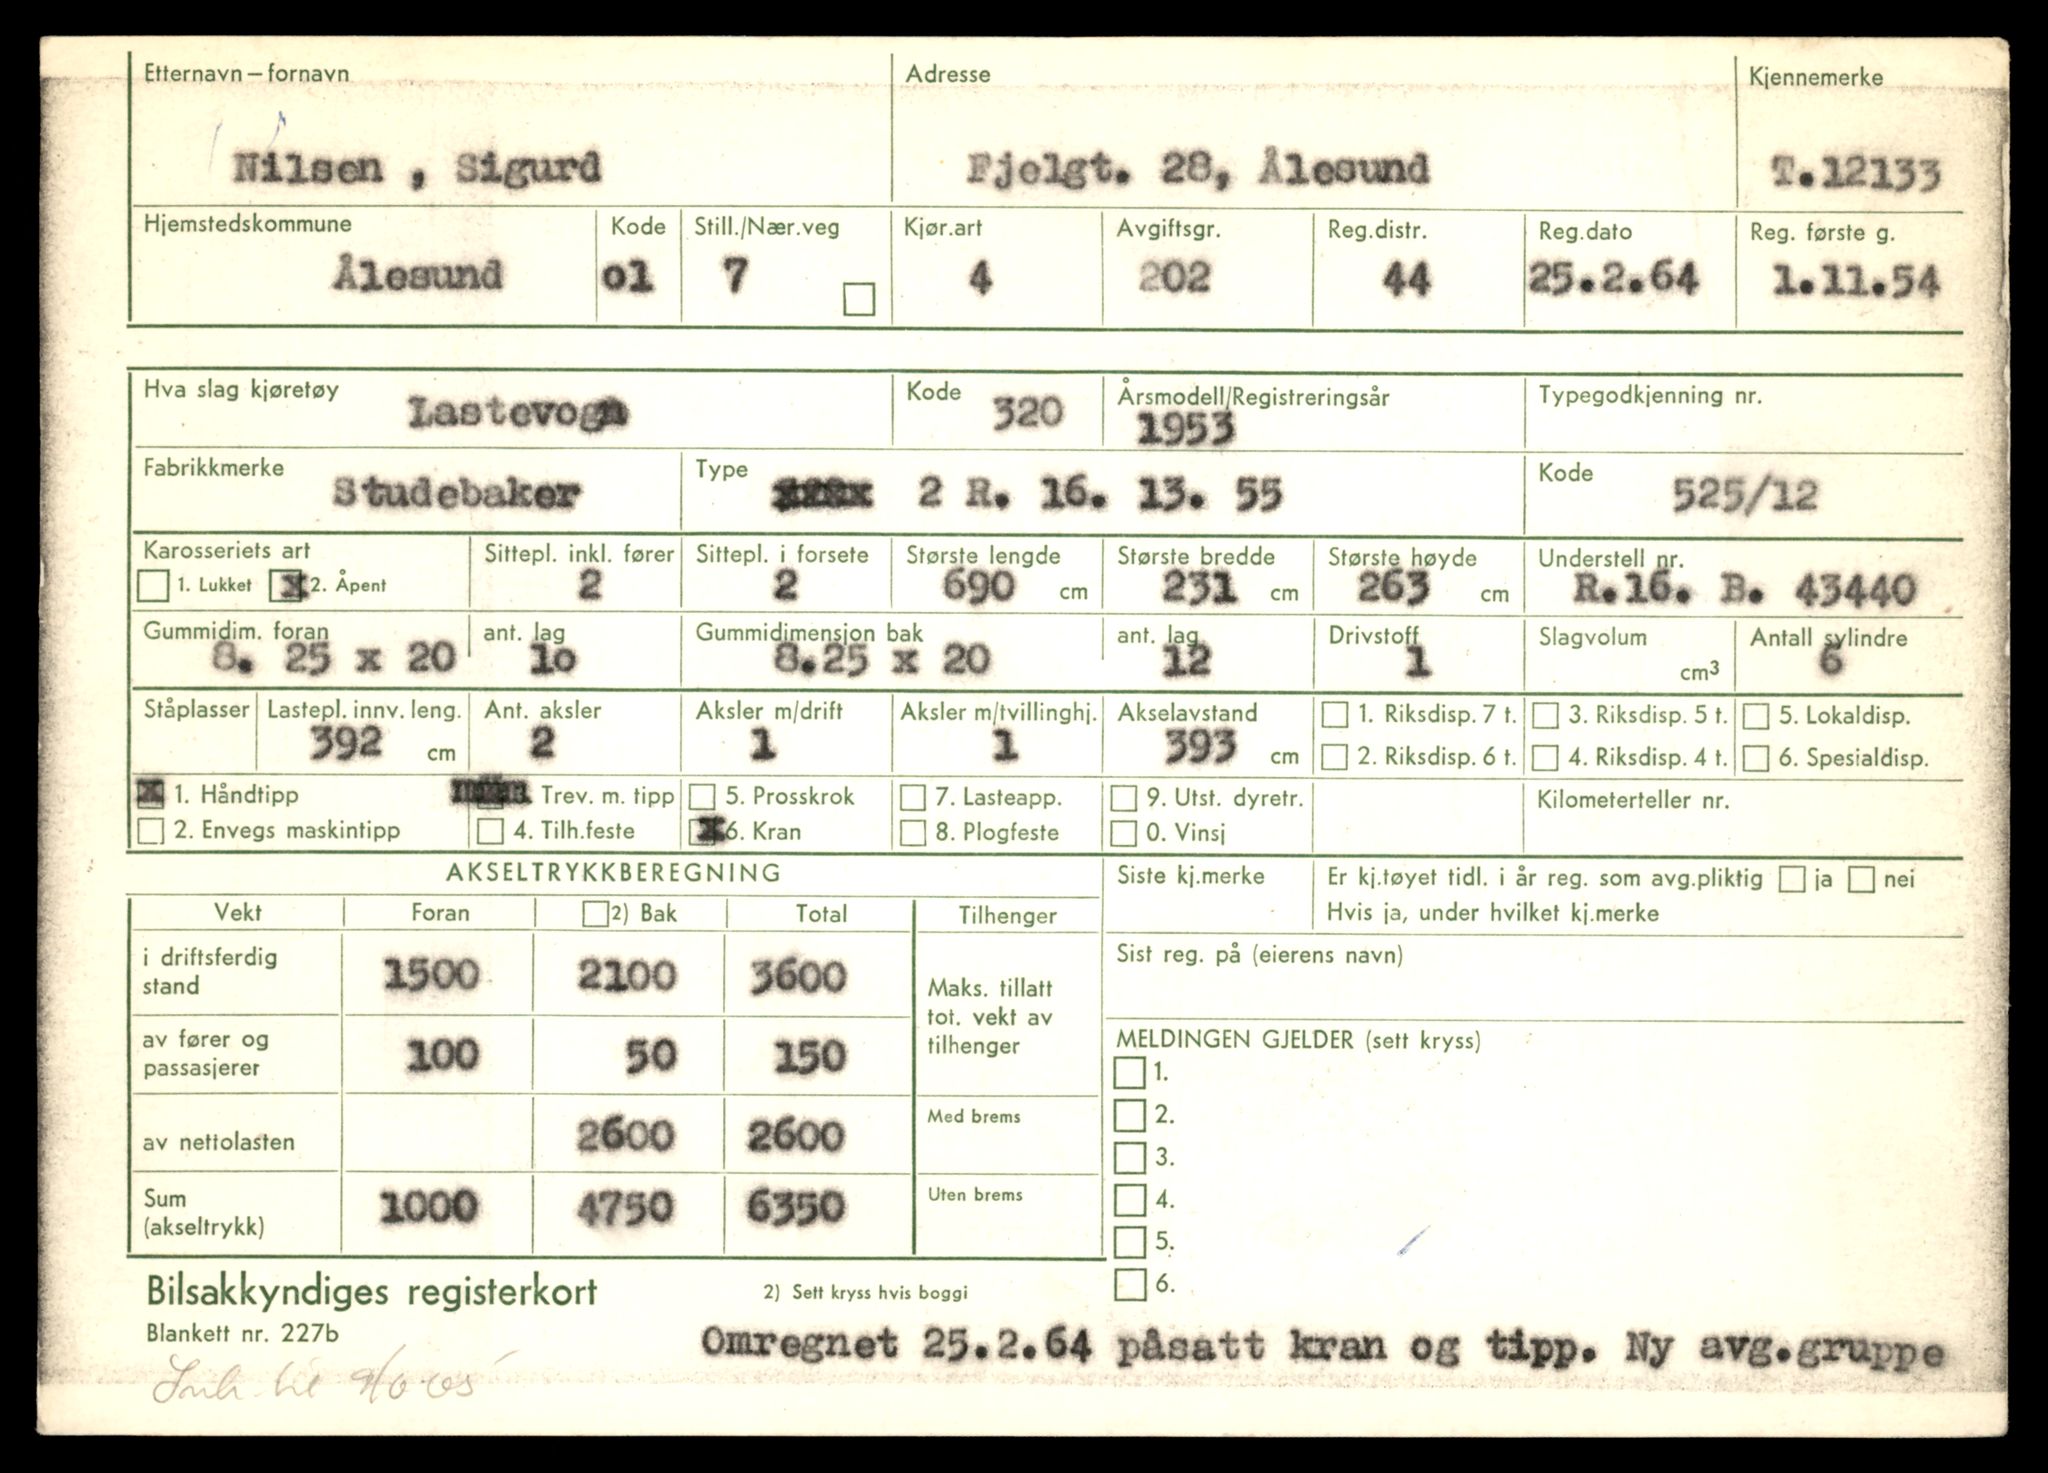 Etternavn – fornavn Adresse Kjennemerke
Nilsen , Sigurd Fjelgt. 28, Ålesund T.12133
Hjemstedskommune Kode Still./Nær.veg Kjør.art Avgiftsgr. Reg.distr. Reg.dato Reg. første g.
Ålesund o1 7 4 202 44 25.2.64 1.11.54
Hva slag kjøretøy Kode Årsmodell/Registreringsår Typegodkjenning nr.
Lastevogn 320 1953
Fabrikkmerke Type Kode
Studebaker 2 R. 16. 13. 55 525/12
Karosseriets art Sittepl. inkl. fører Sittepl. i forsete Største lengde Største bredde Største høyde Understell nr.
1. Lukket x 2. Åpent 2 2 690 cm 231 cm 263 cm R.16. B. 43440
Gummidim. foran ant. lag Gummidimensjon bak ant. lag Drivstoff Slagvolum Antall sylindre
8. 25 x 20 1o 8.25 x 20 12 1 cm3 6
Ståplasser Lastepl. innv. leng. Ant. aksler Aksler m/drift Aksler m/tvillinghj. Akselavstand 1. Riksdisp. 7 t. 3. Riksdisp. 5 t. 5. Lokaldisp.
392 cm 2 1 1 393 cm 2. Riksdisp. 6 t. 4. Riksdisp. 4 t. 6. Spesialdisp.
x 1. Håndtipp Trev. m. tipp 5. Prosskrok 7. Lasteapp. 9. Utst. dyretr. Kilometerteller nr.
2. Envegs maskintipp 4. Tilh.feste x 6. Kran 8. Plogfeste 0. Vinsj
AKSELTRYKKBEREGNING Siste kj.merke Er kj.tøyet tidl. i år reg. som avg.pliktig ja nei
Vekt Foran 2) Bak Total Tilhenger Hvis ja, under hvilket kj.merke
i driftsferdig stand 1500 2100 3600 Maks. tillatt tot. vekt av tilhenger Sist reg. på (eierens navn)
av fører og passasjerer 100 50 150 MELDINGEN GJELDER (sett kryss)
1.
av nettolasten 2600 2600 Med brems 2.
3.
Sum (akseltrykk) 1000 4750 6350 Uten brems 4.
5.
Bilsakkyndiges registerkort 2) Sett kryss hvis boggi 6.
Blankett nr. 227b
Omregnet 25.2.64 påsatt kran og tipp. Ny avg.gruppe